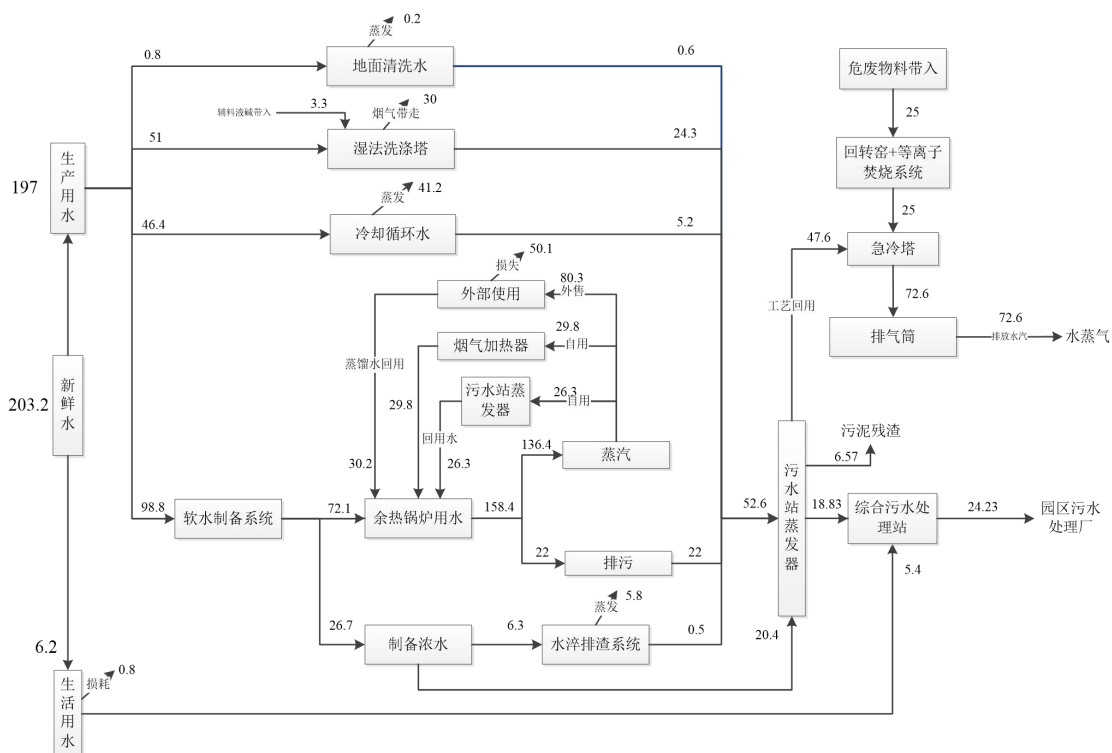 0.2
蒸发
0.8
地面清洗水
0.6
危废物料带入
辅料液碱带入
3.3
烟气带走
30
25
51
湿法洗涤塔
24.3
回转窑+等离子
焚烧系统
生产用水
197
蒸发
41.2
25
46.4
冷却循环水
5.2
47.6
急冷塔
损失
50.1
80.3
外部使用
外售
72.6
工艺回用
29.8
烟气加热器
自用
排气筒
72.6
排放水汽
水蒸气
蒸馏水回用
新鲜水
203.2
29.8
污水站蒸
发器
26.3
自用
回用水
136.4
蒸汽
30.2
26.3
污泥残渣
6.57
98.8
软水制备系统
72.1
余热锅炉用水
158.4
52.6
污水站蒸发器
18.83
综合污水处
理站
24.23
园区污水
处理厂
22
排污
22
5.4
蒸发
5.8
26.7
制备浓水
6.3
水淬排渣系统
0.5
20.4
6.2
损耗
0.8
生活用水